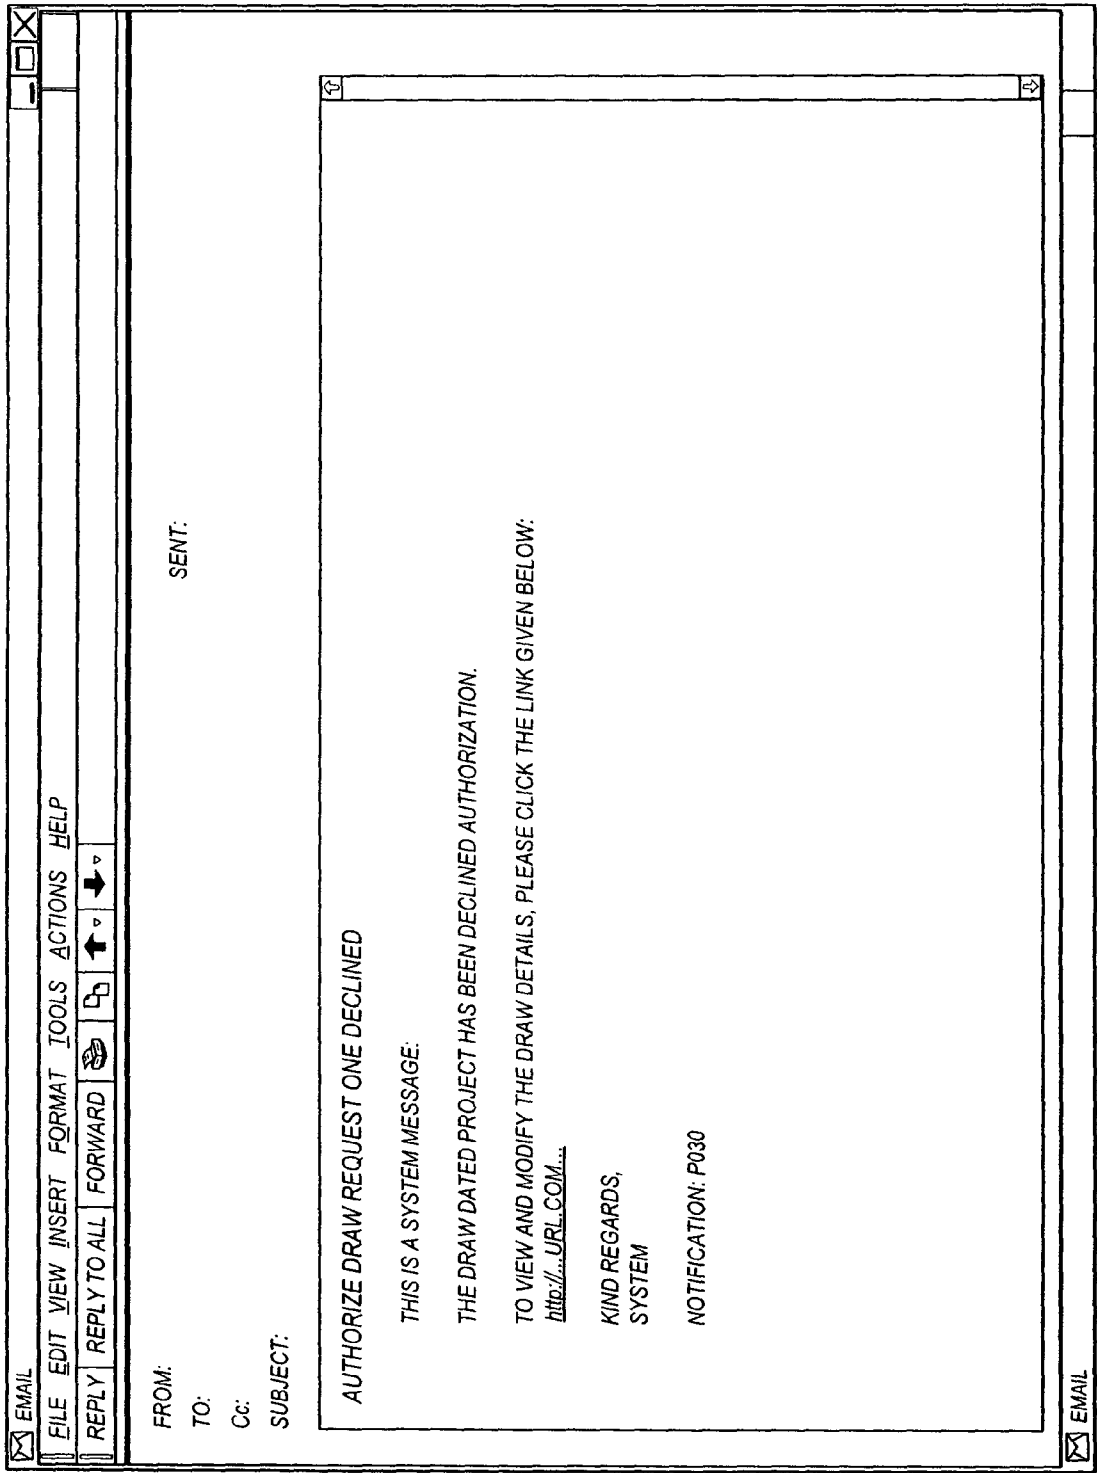 EMAIL
FILE EDIT VIEW INSERT FORMAT TOOLS ACTIONS HELP
REPLY REPLY TO ALL FORWARD
FROM:
SENT:
TO:
Cc:
SUBJECT:
AUTHORIZE DRAW REQUEST ONE DECLINED
THIS IS A SYSTEM MESSAGE:
THE DRAW DATED PROJECT HAS BEEN DECLINED AUTHORIZATION.
TO VIEW AND MODIFY THE DRAW DETAILS, PLEASE CLICK THE LINK GIVEN BELOW:
http://...URL.COM...
KIND REGARDS,
SYSTEM
NOTIFICATION: P030
EMAIL